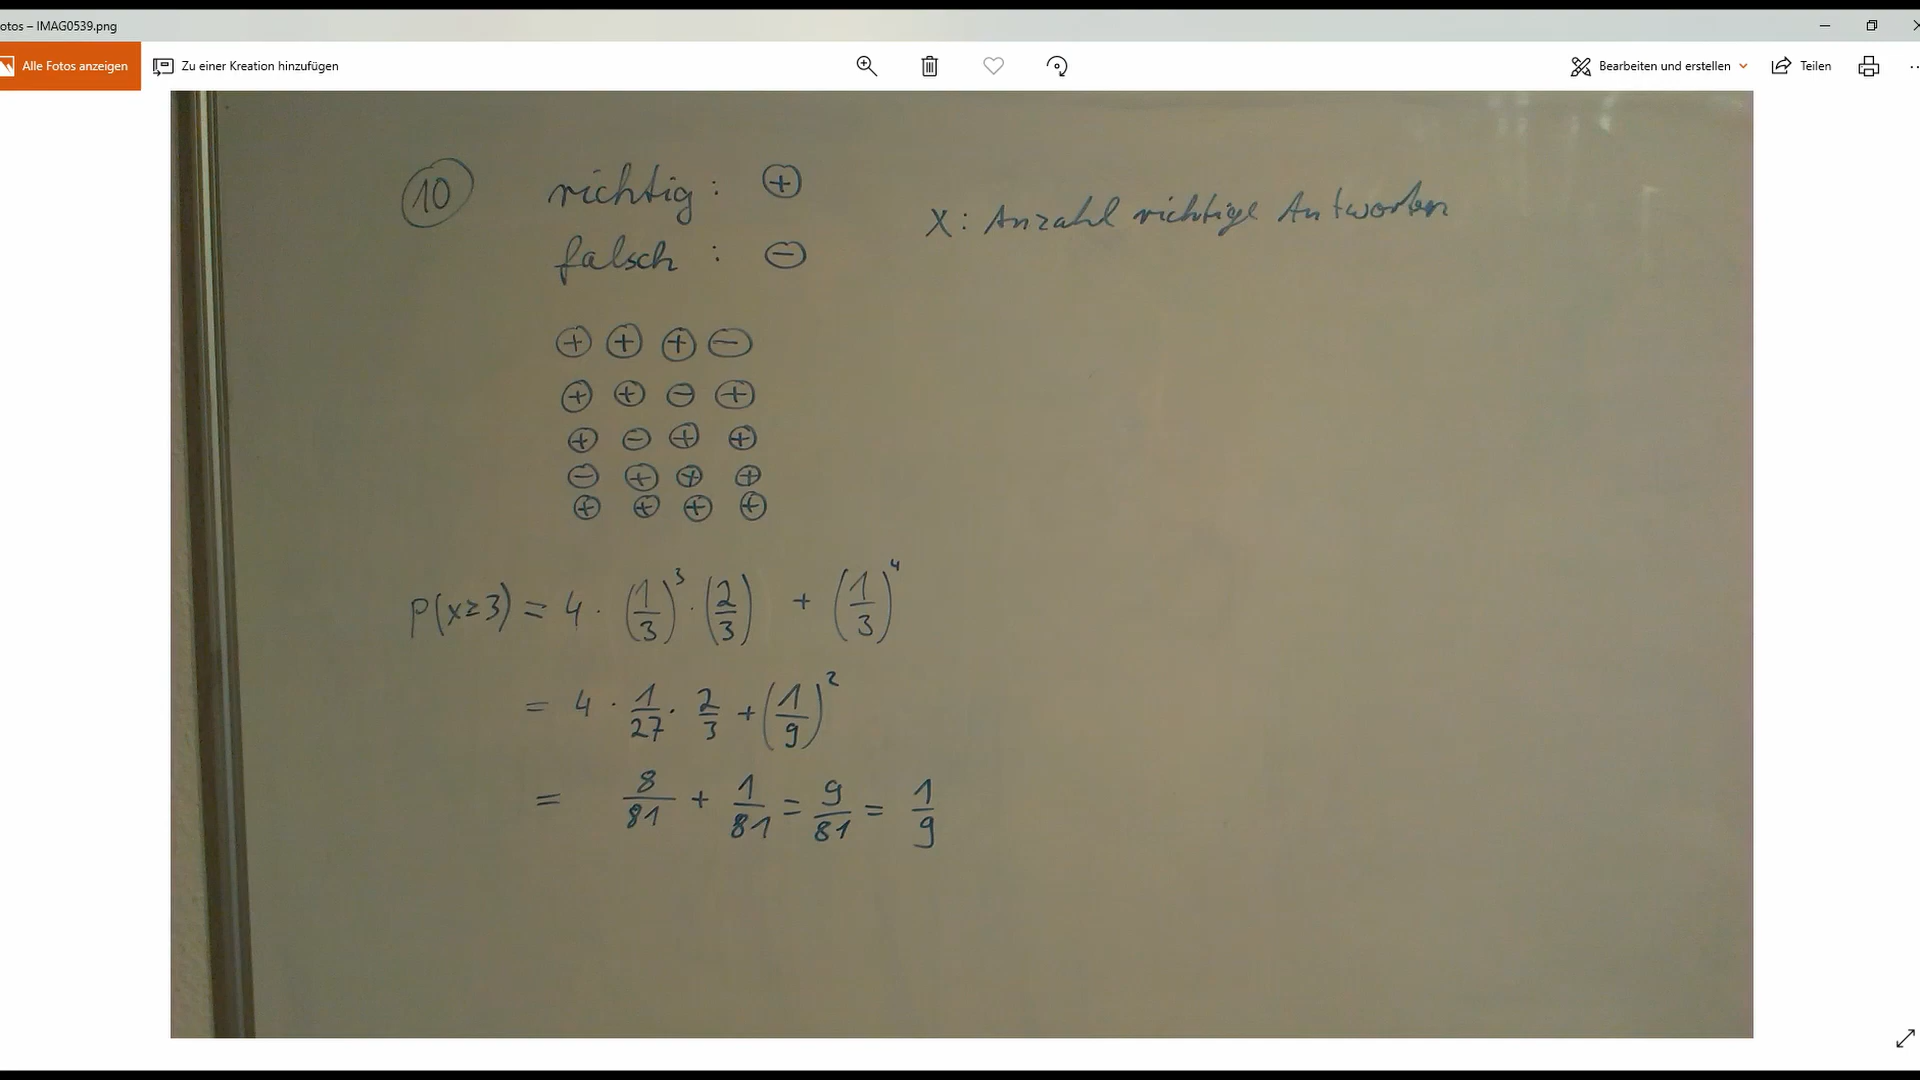 otos – IMAG0539.png
Alle Fotos anzeigen
Zu einer Kreation hinzufügen
Bearbeiten und erstellen
Teilen
10 richtig: ⊕
X: Anzahl richtige Antworten
falsch: ⊖
⊕ ⊕ ⊕ ⊖
⊕ ⊕ ⊖ ⊕
⊕ ⊖ ⊕ ⊕
⊖ ⊕ ⊕ ⊕
⊕ ⊕ ⊕ ⊕
P(x≥3) = 4 · (1/3)³ · (2/3) + (1/3)⁴
= 4 · 1/27 · 2/3 + (1/9)²
= 8/81 + 1/81 = 9/81 = 1/9